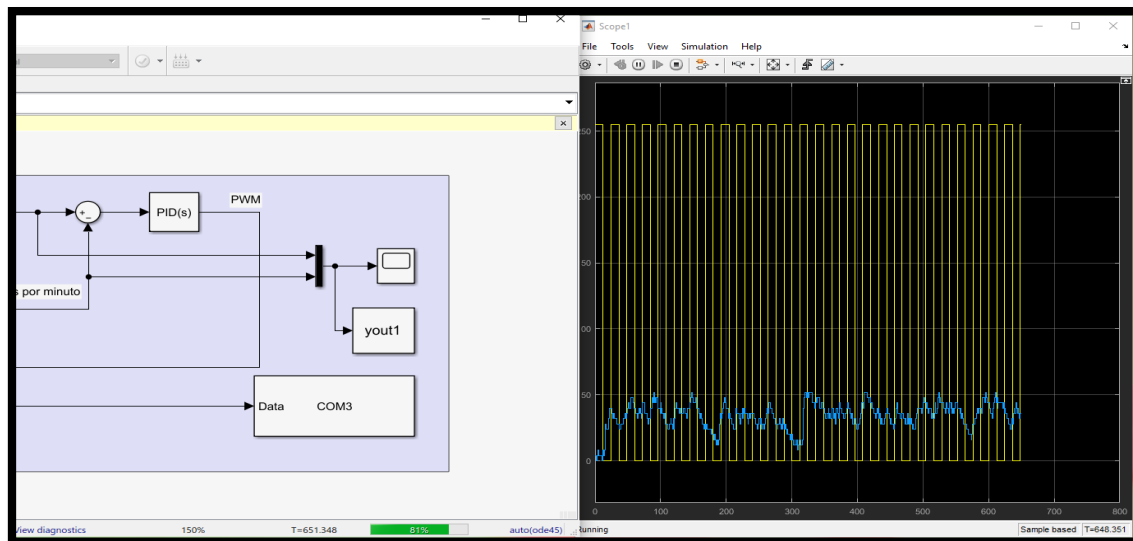 PID(s)
PWM
s por minuto
yout1
Data
COM3
View diagnostics
150%
T=651.348
81%
auto(ode45)
Scope1
File Tools View Simulation Help
250
200
150
100
50
0
0 100 200 300 400 500 600 700 800
Running
Sample based
T=648.351